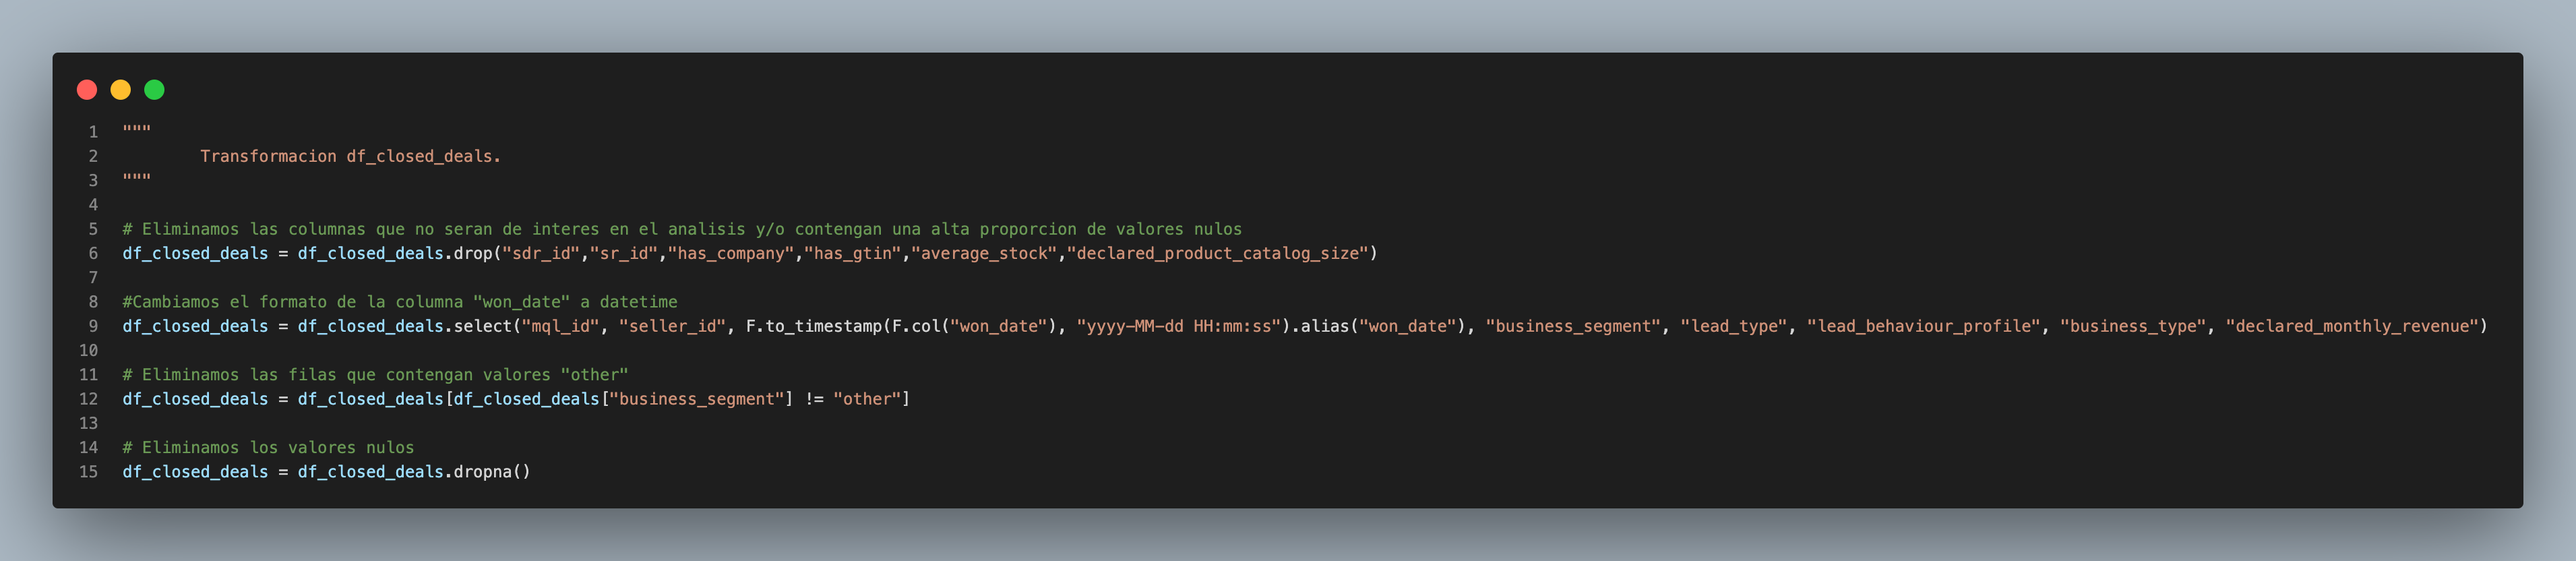 1 """
2         Transformacion df_closed_deals.
3 """
4
5 # Eliminamos las columnas que no seran de interes en el analisis y/o contengan una alta proporcion de valores nulos
6 df_closed_deals = df_closed_deals.drop("sdr_id","sr_id","has_company","has_gtin","average_stock","declared_product_catalog_size")
7
8 #Cambiamos el formato de la columna "won_date" a datetime
9 df_closed_deals = df_closed_deals.select("mql_id", "seller_id", F.to_timestamp(F.col("won_date"), "yyyy-MM-dd HH:mm:ss").alias("won_date"), "business_segment", "lead_type", "lead_behaviour_profile", "business_type", "declared_monthly_revenue")
10
11 # Eliminamos las filas que contengan valores "other"
12 df_closed_deals = df_closed_deals[df_closed_deals["business_segment"] != "other"]
13
14 # Eliminamos los valores nulos
15 df_closed_deals = df_closed_deals.dropna()